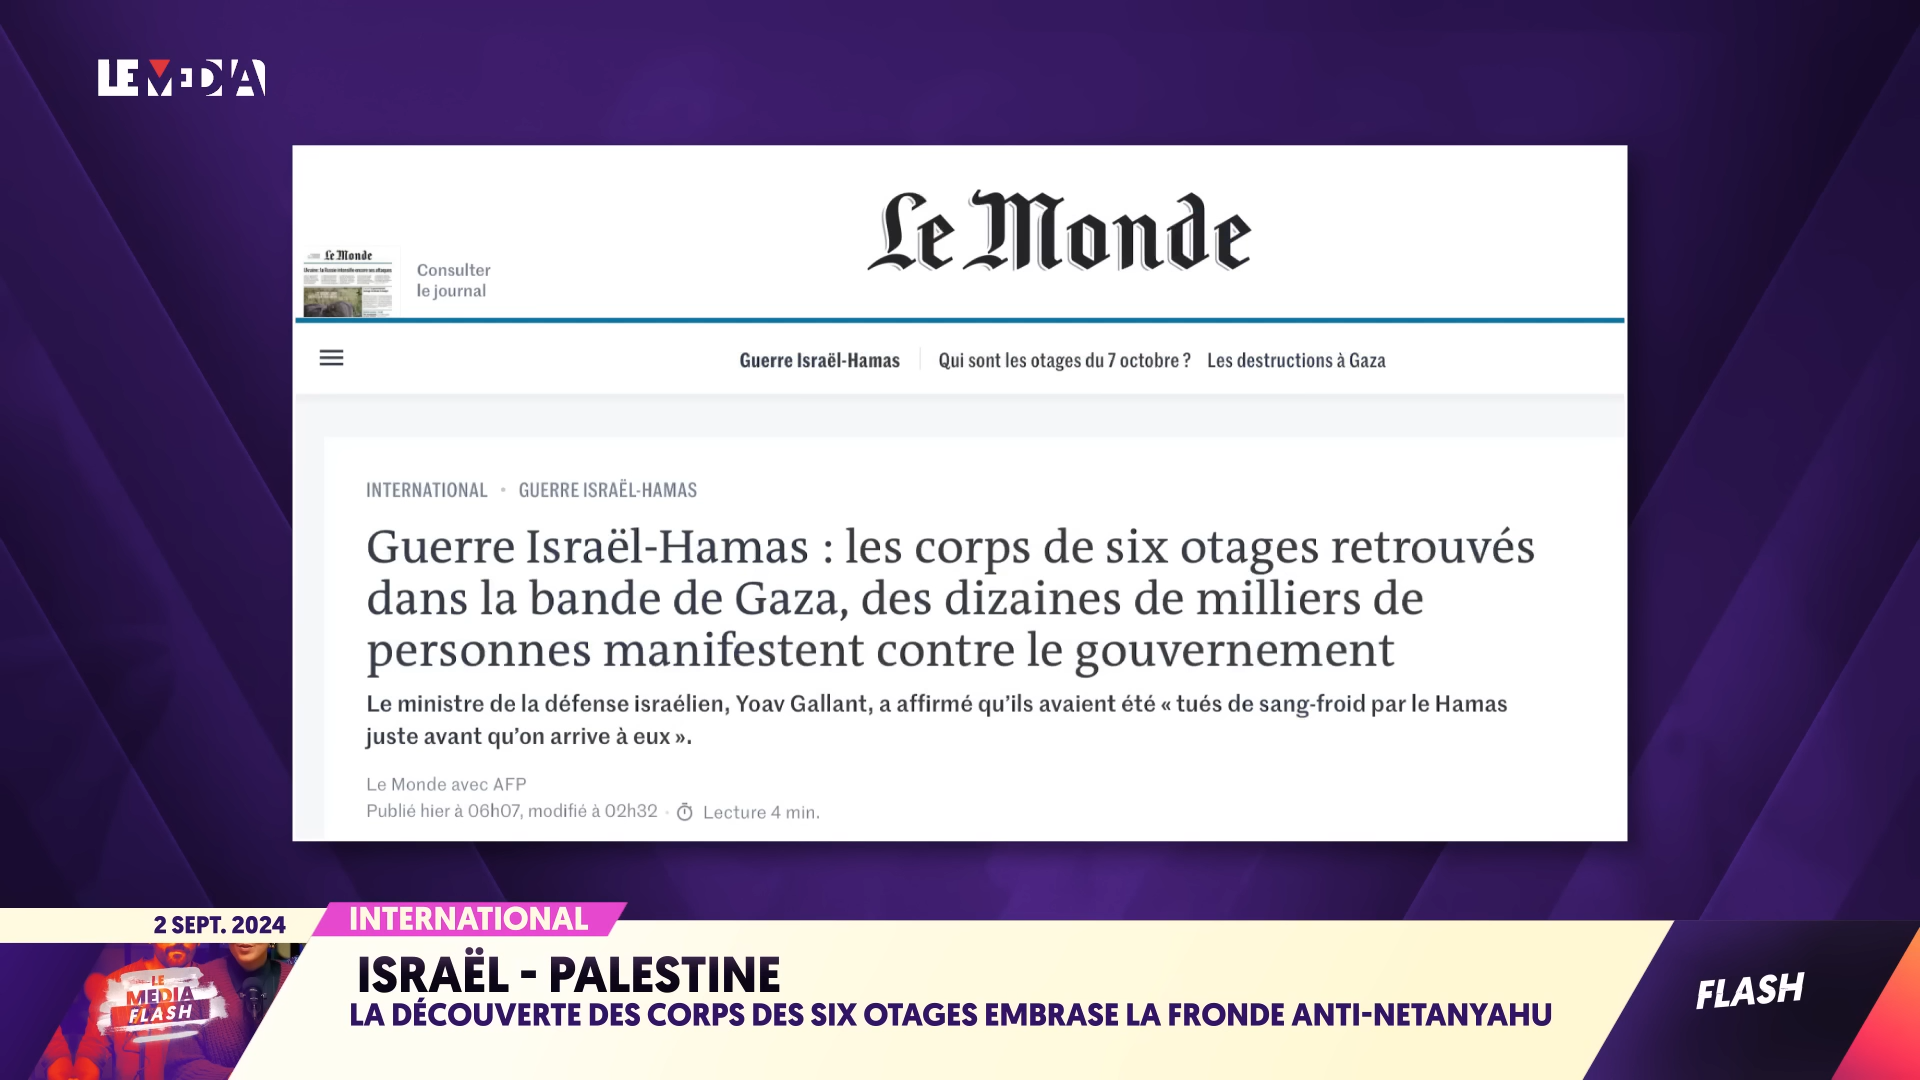 LE MEDIA
Le Monde
Le Monde
Consulter
le journal
Guerre Israël-Hamas
Qui sont les otages du 7 octobre ?
Les destructions à Gaza
INTERNATIONAL • GUERRE ISRAËL-HAMAS
Guerre Israël-Hamas : les corps de six otages retrouvés
dans la bande de Gaza, des dizaines de milliers de
personnes manifestent contre le gouvernement
Le ministre de la défense israélien, Yoav Gallant, a affirmé qu’ils avaient été « tués de sang-froid par le Hamas
juste avant qu’on arrive à eux ».
Le Monde avec AFP
Publié hier à 06h07, modifié à 02h32 • Lecture 4 min.
2 SEPT. 2024
INTERNATIONAL
ISRAËL - PALESTINE
LA DÉCOUVERTE DES CORPS DES SIX OTAGES EMBRASE LA FRONDE ANTI-NETANYAHU
LE
MEDIA
FLASH
FLASH